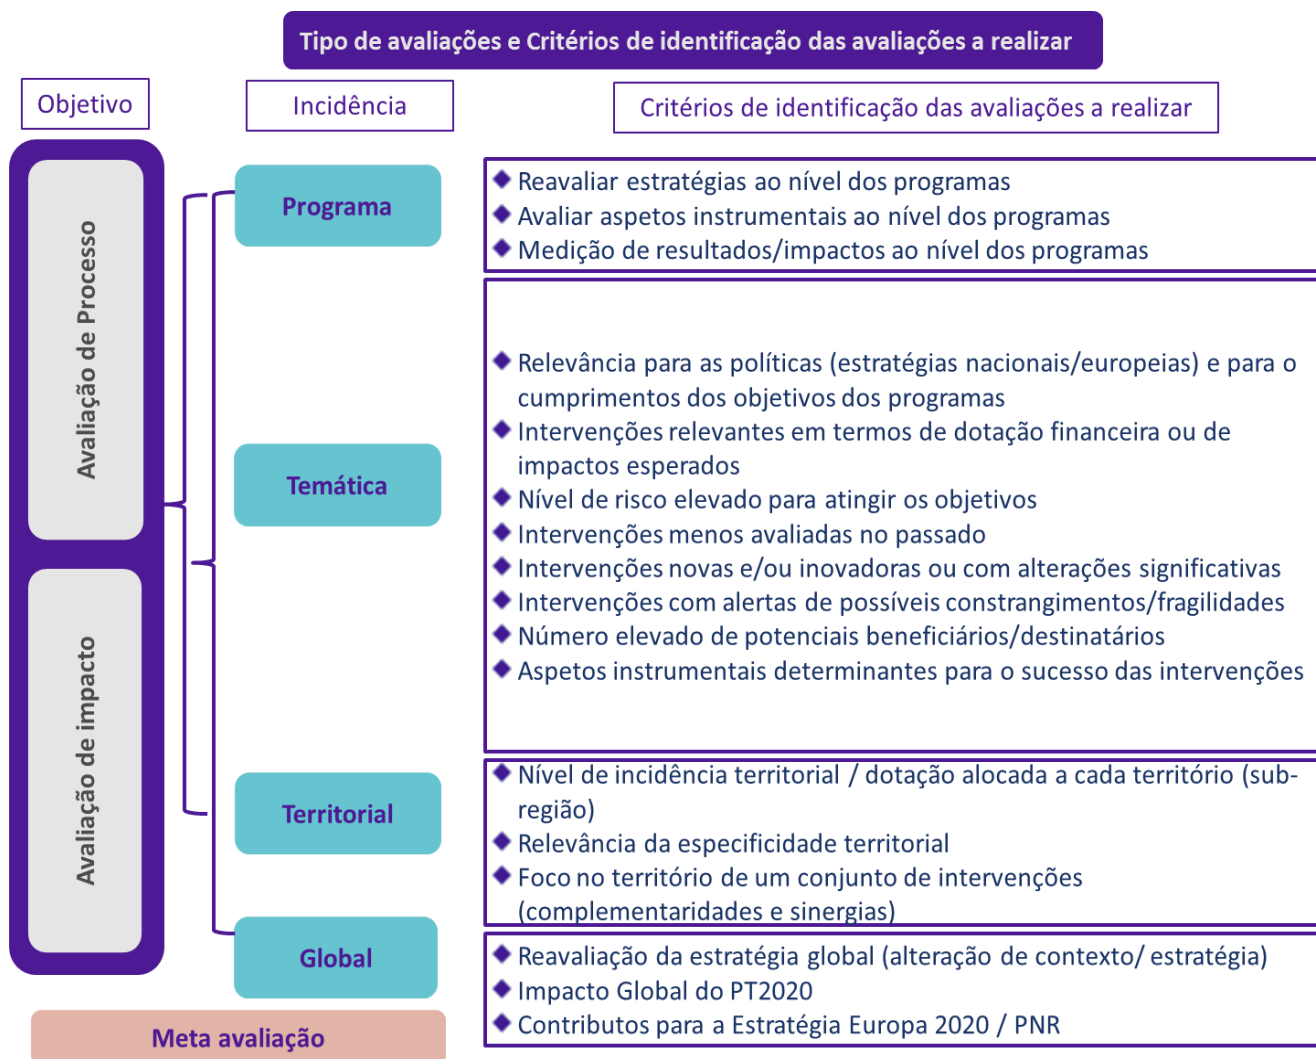 Tipo de avaliações e Critérios de identificação das avaliações a realizar
Objetivo
Incidência
Critérios de identificação das avaliações a realizar
Avaliação de Processo
Avaliação de impacto
Programa
Reavaliar estratégias ao nível dos programas
Avaliar aspetos instrumentais ao nível dos programas
Medição de resultados/impactos ao nível dos programas
Temática
Relevância para as políticas (estratégias nacionais/europeias) e para o
cumprimentos dos objetivos dos programas
Intervenções relevantes em termos de dotação financeira ou de
impactos esperados
Nível de risco elevado para atingir os objetivos
Intervenções menos avaliadas no passado
Intervenções novas e/ou inovadoras ou com alterações significativas
Intervenções com alertas de possíveis constrangimentos/fragilidades
Número elevado de potenciais beneficiários/destinatários
Aspetos instrumentais determinantes para o sucesso das intervenções
Territorial
Nível de incidência territorial / dotação alocada a cada território (sub-
região)
Relevância da especificidade territorial
Foco no território de um conjunto de intervenções
(complementaridades e sinergias)
Global
Reavaliação da estratégia global (alteração de contexto/ estratégia)
Impacto Global do PT2020
Contributos para a Estratégia Europa 2020 / PNR
Meta avaliação